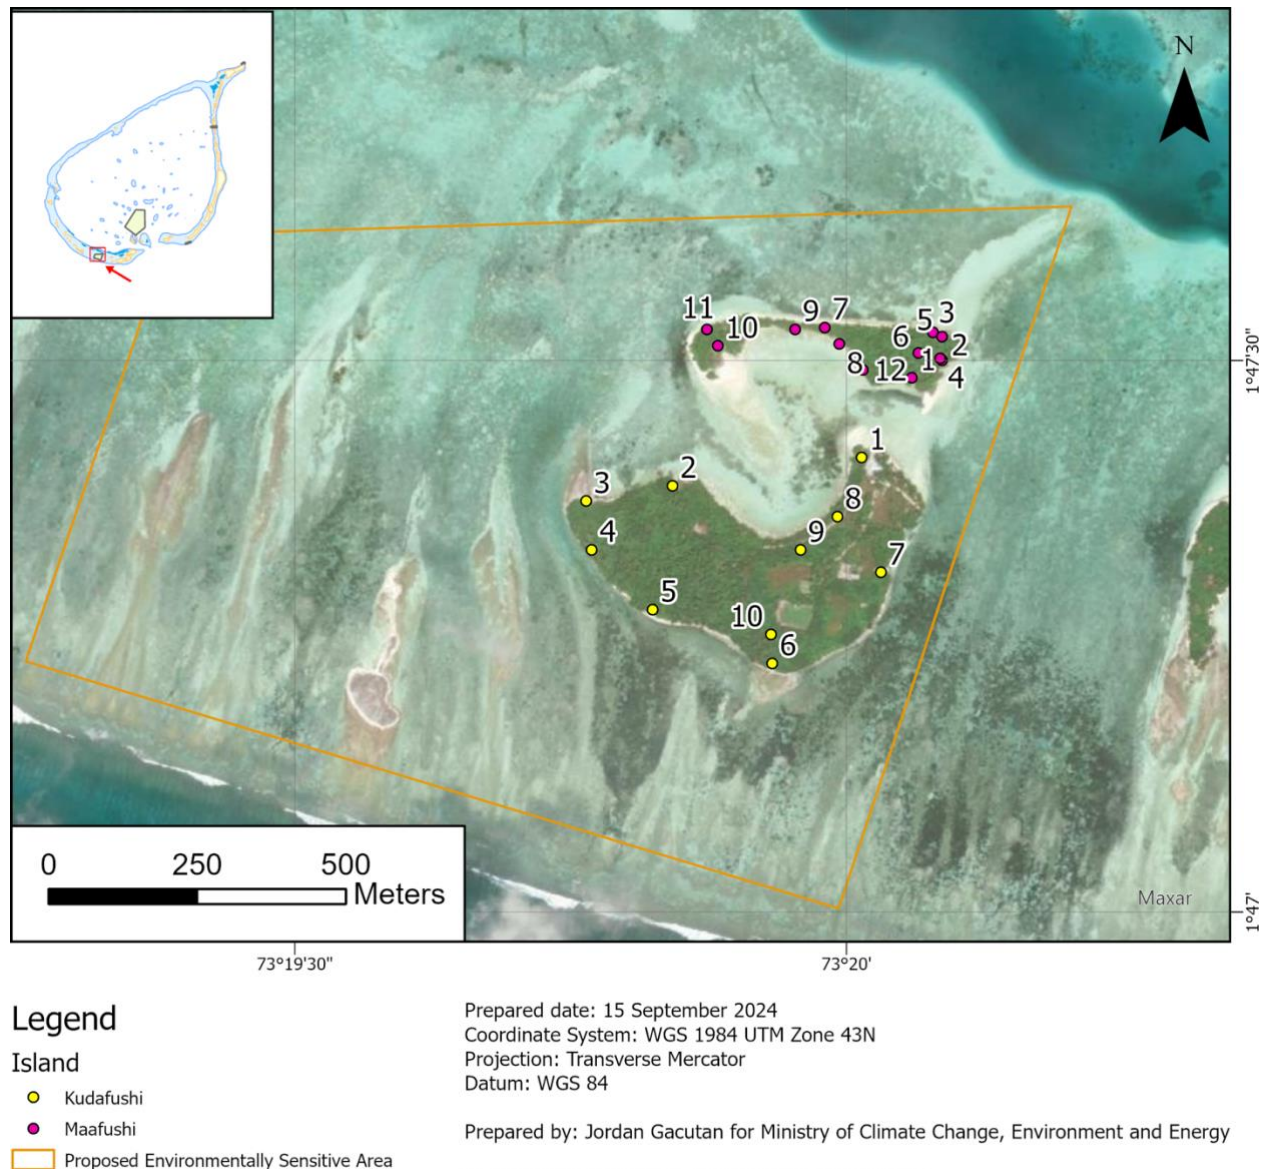 N
11
10
9
7
5
3
6
2
8
12
1
4
1°47'30"
1
2
3
8
4
9
7
5
10
6
0 250 500
Meters
Maxar
1°47'
73°19'30" 73°20'
Legend
Island
Kudafushi
Maafushi
Proposed Environmentally Sensitive Area
Prepared date: 15 September 2024
Coordinate System: WGS 1984 UTM Zone 43N
Projection: Transverse Mercator
Datum: WGS 84
Prepared by: Jordan Gacutan for Ministry of Climate Change, Environment and Energy